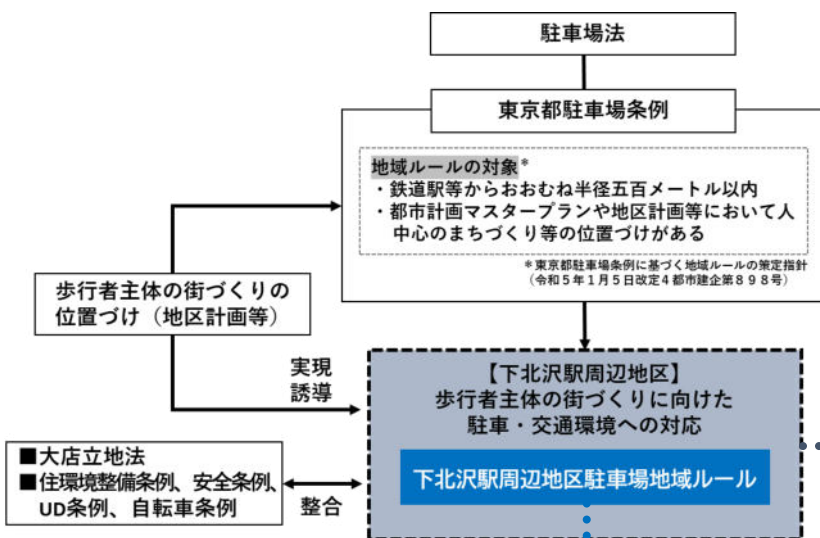 駐車場法
東京都駐車場条例
地域ルールの対象*
・鉄道駅等からおおむね半径五百メートル以内
・都市計画マスタープランや地区計画等において人
中心のまちづくり等の位置づけがある
*東京都駐車場条例に基づく地域ルールの策定指針
(令和5年1月5日改定4都市建企第898号)
歩行者主体の街づくりの
位置づけ(地区計画等)
実現
誘導
【下北沢駅周辺地区】
歩行者主体の街づくりに向けた
駐車・交通環境への対応
下北沢駅周辺地区駐車場地域ルール
■大店立地法
■住環境整備条例、安全条例、
UD条例、自転車条例
整合